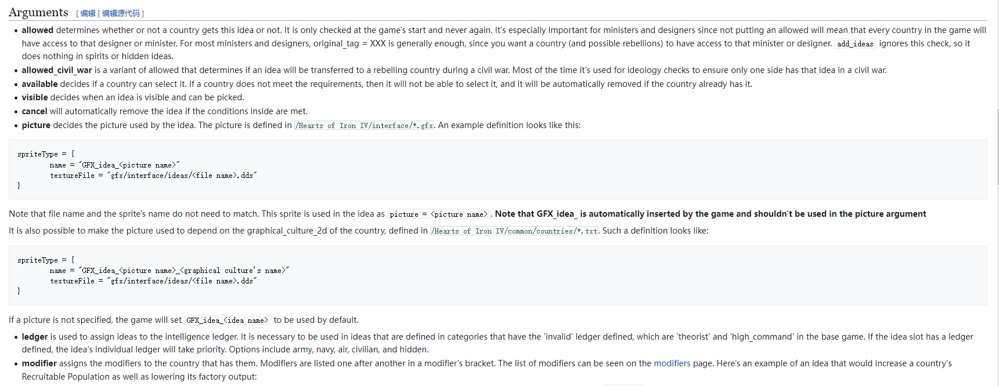 Arguments [ 编辑 | 编辑源代码 ]
• allowed determines whether or not a country gets this idea or not. It is only checked at the game's start and never again. It's especially important for ministers and designers since not putting an allowed will mean that every country in the game will
have access to that designer or minister. For most ministers and designers, original_tag = XXX is generally enough, since you want a country (and possible rebellions) to have access to that minister or designer. add_ideas ignores this check, so it
does nothing in spirits or hidden ideas.
• allowed_civil_war is a variant of allowed that determines if an idea will be transferred to a rebelling country during a civil war. Most of the time it's used for ideology checks to ensure only one side has that idea in a civil war.
• available decides if a country can select it. If a country does not meet the requirements, then it will not be able to select it, and it will be automatically removed if the country already has it.
• visible decides when an idea is visible and can be picked.
• cancel will automatically remove the idea if the conditions inside are met.
• picture decides the picture used by the idea. The picture is defined in /Hearts of Iron IV/interface/*.gfx. An example definition looks like this:
spriteType = {
name = "GFX_idea_<picture name>"
textureFile = "gfx/interface/ideas/<file name>.dds"
}
Note that file name and the sprite's name do not need to match. This sprite is used in the idea as picture = <picture name> . Note that GFX_idea_ is automatically inserted by the game and shouldn't be used in the picture argument
It is also possible to make the picture used to depend on the graphical_culture_2d of the country, defined in /Hearts of Iron IV/common/countries/*.txt. Such a definition looks like:
spriteType = {
name = "GFX_idea_<picture name>_<graphical culture's name>"
textureFile = "gfx/interface/ideas/<file name>.dds"
}
If a picture is not specified, the game will set GFX_idea_<idea name> to be used by default.
• ledger is used to assign ideas to the intelligence ledger. It is necessary to be used in ideas that are defined in categories that have the 'invalid' ledger defined, which are 'theorist' and 'high_command' in the base game. If the idea slot has a ledger
defined, the idea's individual ledger will take priority. Options include army, navy, air, civilian, and hidden.
• modifier assigns the modifiers to the country that has them. Modifiers are listed one after another in a modifier's bracket. The list of modifiers can be seen on the modifiers page. Here's an example of an idea that would increase a country's
Recruitable Population as well as lowering its factory output: